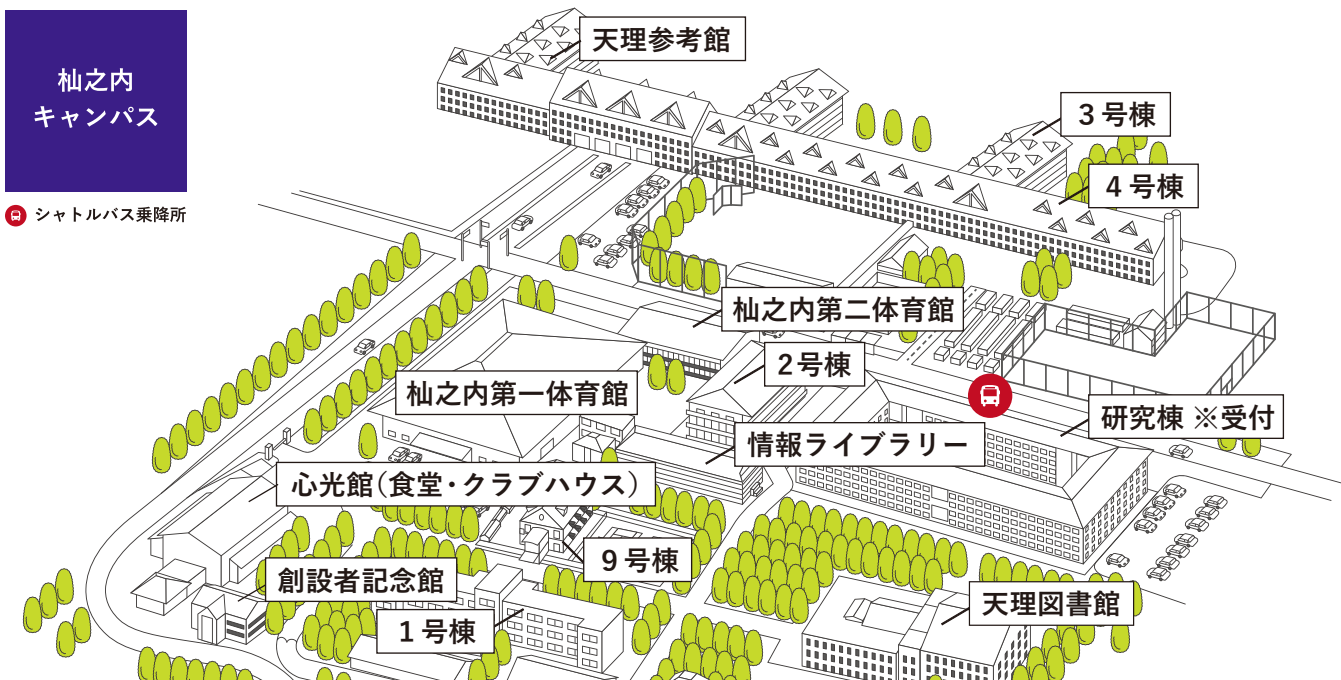 杣之内
キャンパス
シャトルバス乗降所
天理参考館
3号棟
4号棟
杣之内第二体育館
2号棟
杣之内第一体育館
研究棟 ※受付
情報ライブラリー
心光館(食堂・クラブハウス)
9号棟
創設者記念館
天理図書館
1号棟